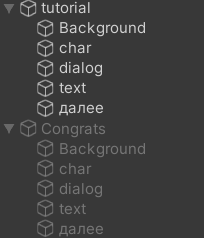 tutorial
Background
char
dialog
text
далее
Congrats
Background
char
dialog
text
далее